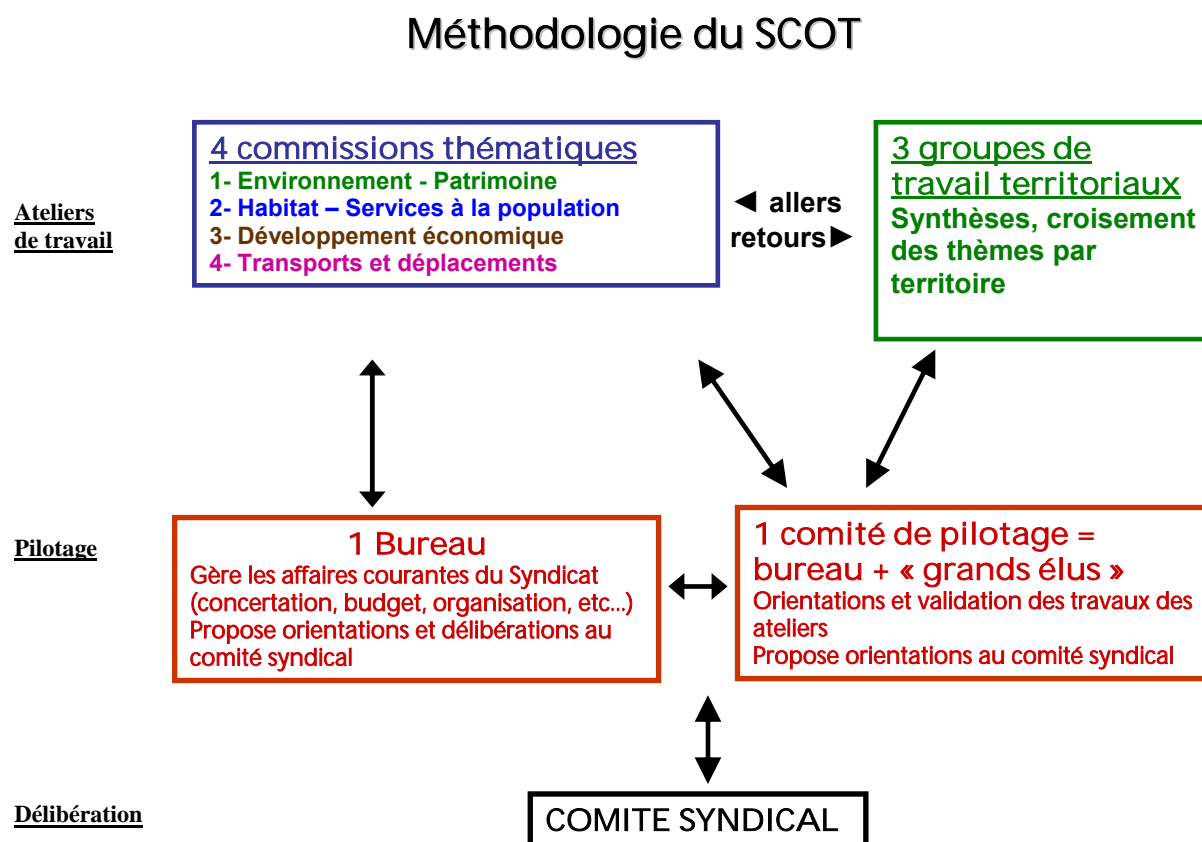 Méthodologie du SCOT
Ateliers
de travail
4 commissions thématiques
1- Environnement - Patrimoine
2- Habitat – Services à la population
3- Développement économique
4- Transports et déplacements
◄ allers
retours►
3 groupes de
travail territoriaux
Synthèses, croisement
des thèmes par
territoire
Pilotage
1 Bureau
Gère les affaires courantes du Syndicat
(concertation, budget, organisation, etc...)
Propose orientations et délibérations au
comité syndical
1 comité de pilotage =
bureau + « grands élus »
Orientations et validation des travaux des
ateliers
Propose orientations au comité syndical
Délibération
COMITE SYNDICAL